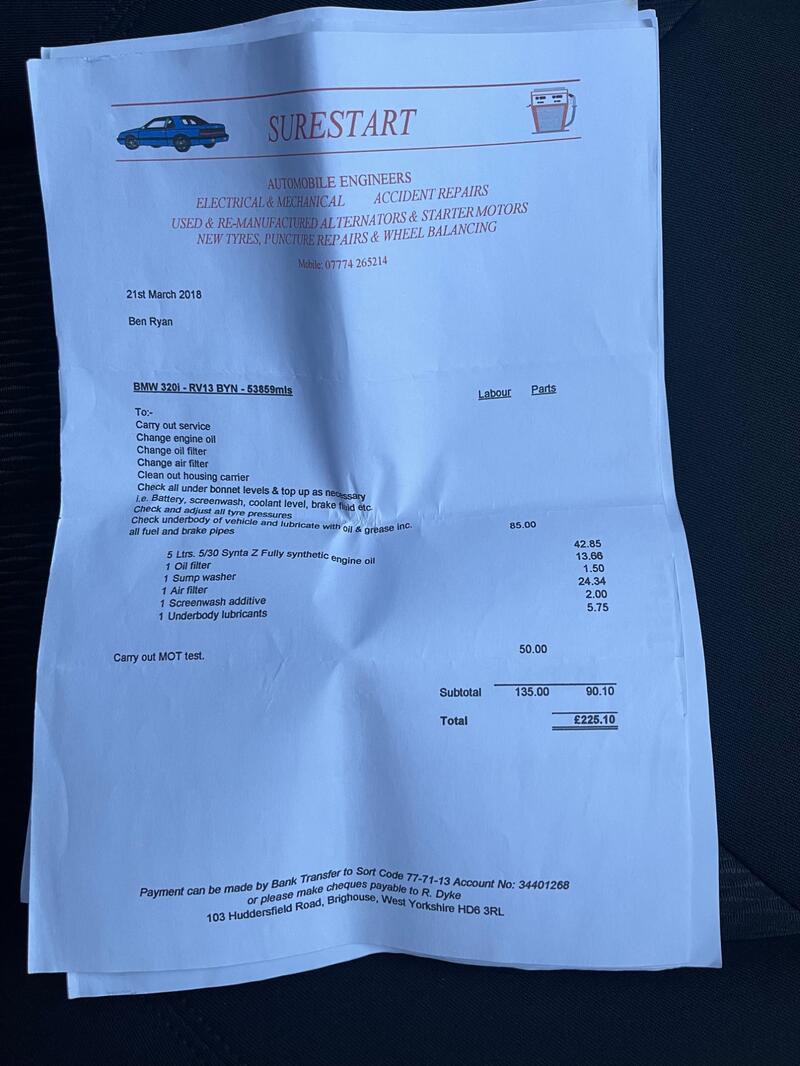 SURESTART
AUTOMOBILE ENGINEERS
ELECTRICAL & MECHANICAL ACCIDENT REPAIRS
USED & RE-MANUFACTURED ALTERNATORS & STARTER MOTORS
NEW TYRES, PUNCTURE REPAIRS & WHEEL BALANCING
Mobile: 07774 265214
21st March 2018
Ben Ryan
BMW 320i - RV13 BYN - 53859mls Labour Parts
To:-
Carry out service
Change engine oil
Change oil filter
Change air filter
Clean out housing carrier
Check all under bonnet levels & top up as necessary
i.e. Battery, screenwash, coolant level, brake fluid etc.
Check and adjust all tyre pressures
Check underbody of vehicle and lubricate with oil & grease inc. 85.00
all fuel and brake pipes
5 Ltrs. 5/30 Synta Z Fully synthetic engine oil 42.85
1 Oil filter 13.66
1 Sump washer 1.50
1 Air filter 24.34
1 Screenwash additive 2.00
1 Underbody lubricants 5.75
Carry out MOT test. 50.00
Subtotal 135.00 90.10
Total £225.10
Payment can be made by Bank Transfer to Sort Code 77-71-13 Account No: 34401268
or please make cheques payable to R. Dyke
103 Huddersfield Road, Brighouse, West Yorkshire HD6 3RL